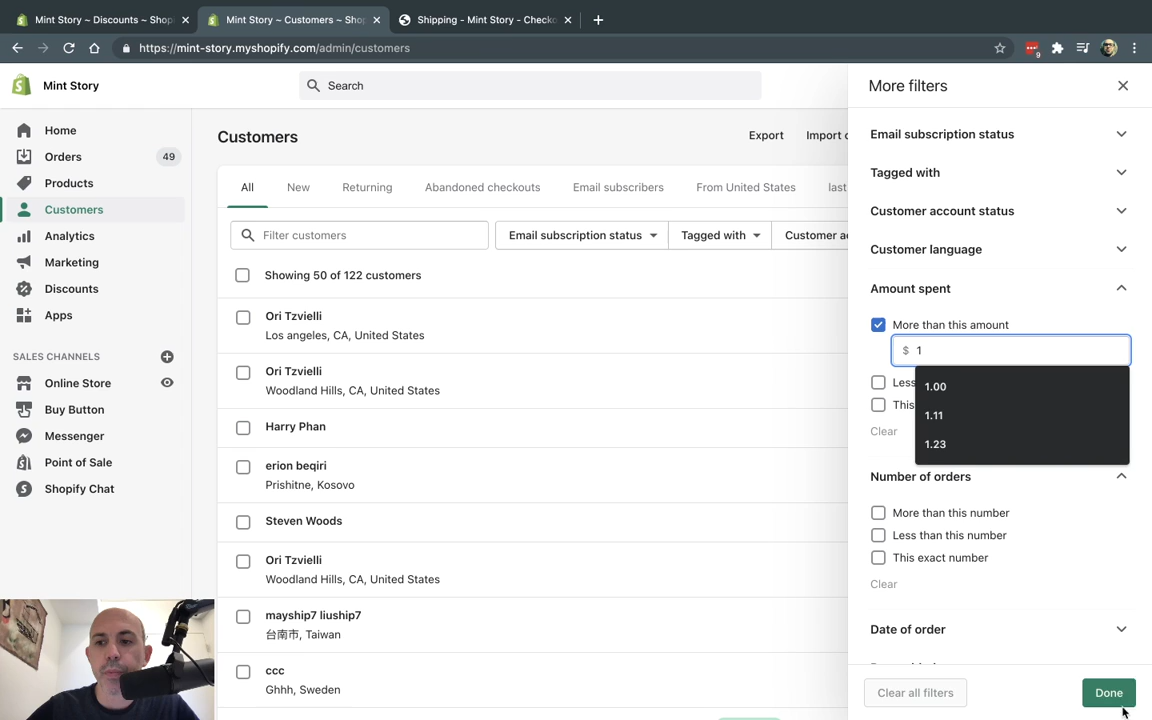 Mint Story ~ Discounts ~ Shopi
Mint Story ~ Customers ~ Shop
Shipping - Mint Story - Checko
https://mint-story.myshopify.com/admin/customers
9
Mint Story
Search
Home
Orders
49
Products
Customers
Analytics
Marketing
Discounts
Apps
SALES CHANNELS
Online Store
Buy Button
Messenger
Point of Sale
Shopify Chat
Customers
Export
Import c
All
New
Returning
Abandoned checkouts
Email subscribers
From United States
last
Filter customers
Email subscription status
Tagged with
Customer ac
Showing 50 of 122 customers
Ori Tzvielli
Los angeles, CA, United States
Ori Tzvielli
Woodland Hills, CA, United States
Harry Phan
erion beqiri
Prishitne, Kosovo
Steven Woods
Ori Tzvielli
Woodland Hills, CA, United States
mayship7 liuship7
台南市, Taiwan
ccc
Ghhh, Sweden
More filters
Email subscription status
Tagged with
Customer account status
Customer language
Amount spent
More than this amount
$ 1
Less
1.00
This
1.11
Clear
1.23
Number of orders
More than this number
Less than this number
This exact number
Clear
Date of order
Clear all filters
Done